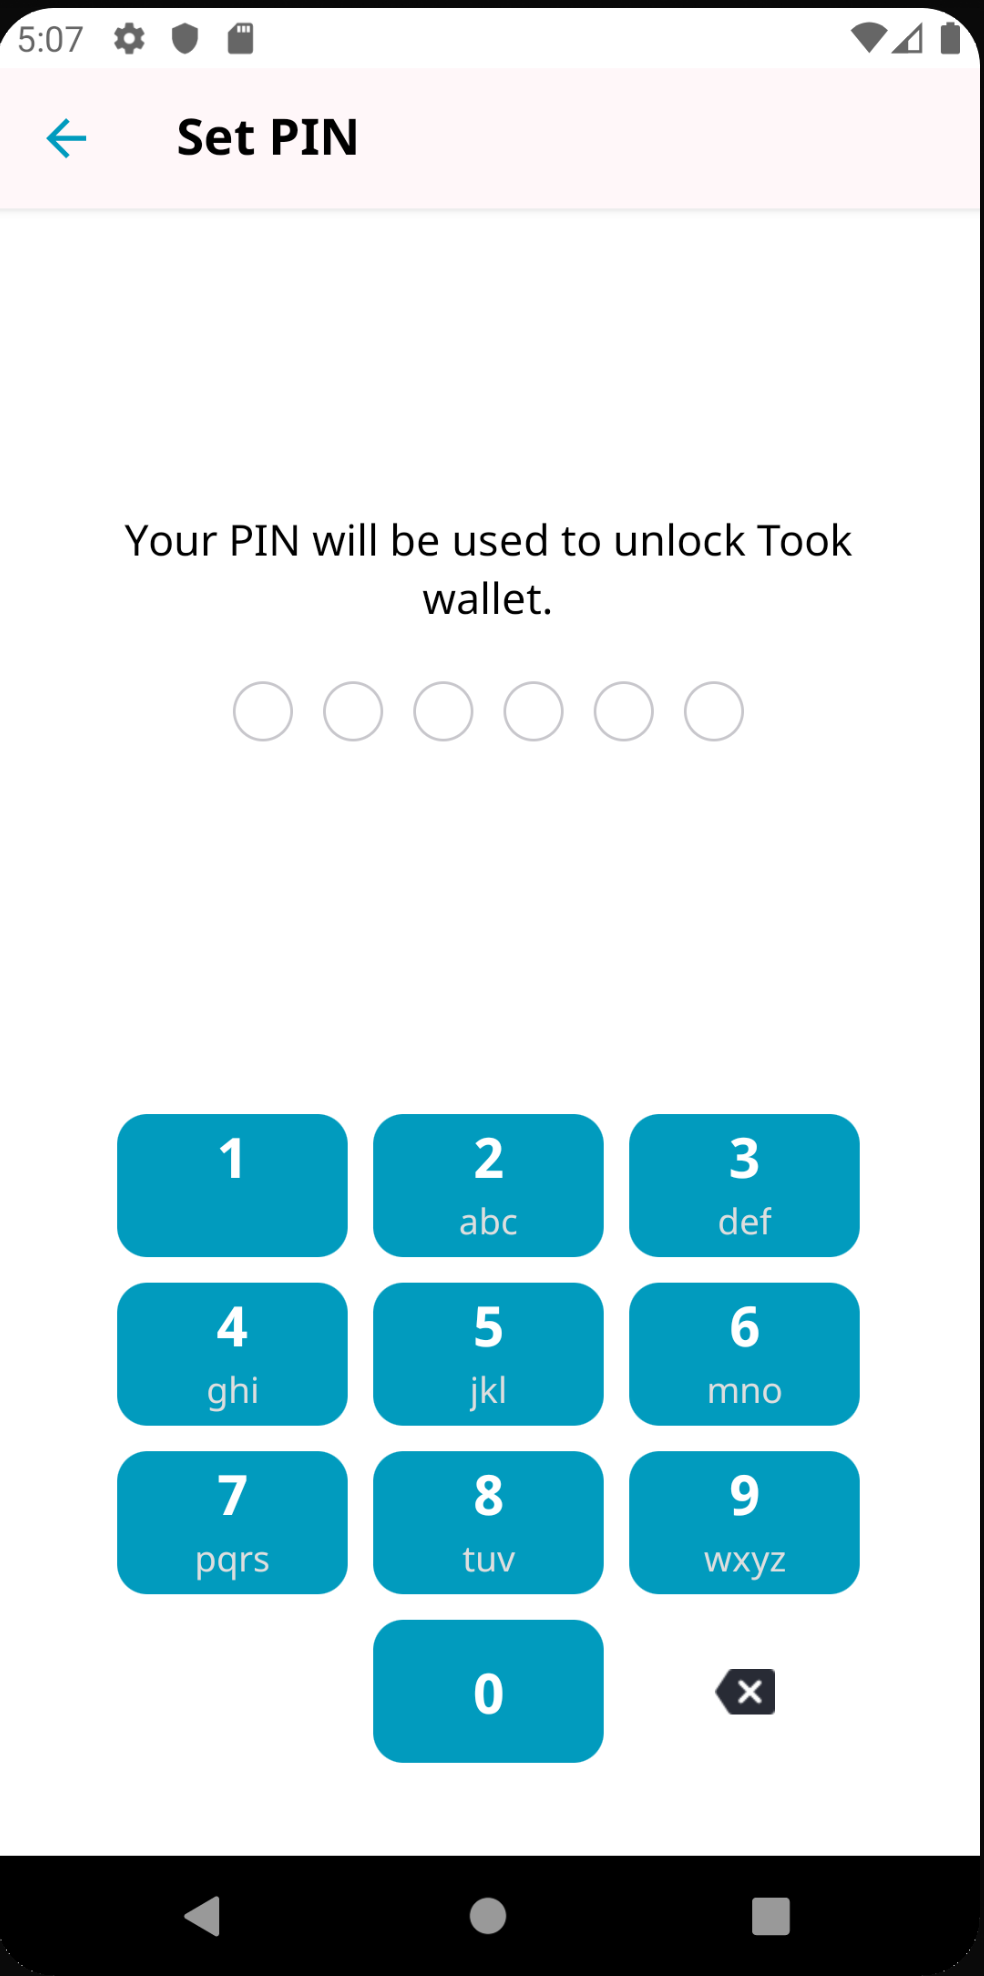 5:07
Set PIN
Your PIN will be used to unlock Took
wallet.
1
2
3
abc
def
4
5
6
ghi
jkl
mno
7
8
9
pqrs
tuv
wxyz
0